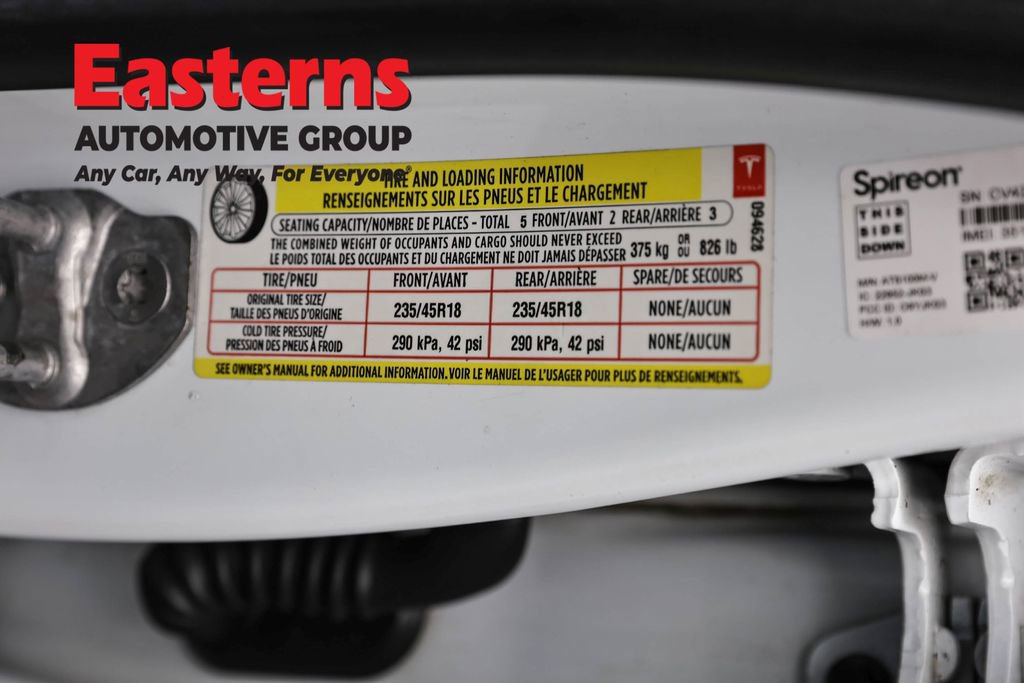 Easterns
AUTOMOTIVE GROUP
Any Car, Any Way, For Everyone®
TIRE AND LOADING INFORMATION
RENSEIGNEMENTS SUR LES PNEUS ET LE CHARGEMENT
TESLA
SEATING CAPACITY/NOMBRE DE PLACES - TOTAL 5 FRONT/AVANT 2 REAR/ARRIÈRE 3
THE COMBINED WEIGHT OF OCCUPANTS AND CARGO SHOULD NEVER EXCEED
LE POIDS TOTAL DES OCCUPANTS ET DU CHARGEMENT NE DOIT JAMAIS DÉPASSER
375 kg OR OU 826 lb
094628
TIRE/PNEU FRONT/AVANT REAR/ARRIÈRE SPARE/DE SECOURS
ORIGINAL TIRE SIZE/
TAILLE DES PNEUS D'ORIGINE
235/45R18 235/45R18 NONE/AUCUN
COLD TIRE PRESSURE/
PRESSION DES PNEUS À FROID
290 kPa, 42 psi 290 kPa, 42 psi NONE/AUCUN
SEE OWNER'S MANUAL FOR ADDITIONAL INFORMATION. VOIR LE MANUEL DE L'USAGER POUR PLUS DE RENSEIGNEMENTS.
Spireon
THIS
SIDE
DOWN
SN
IMEI